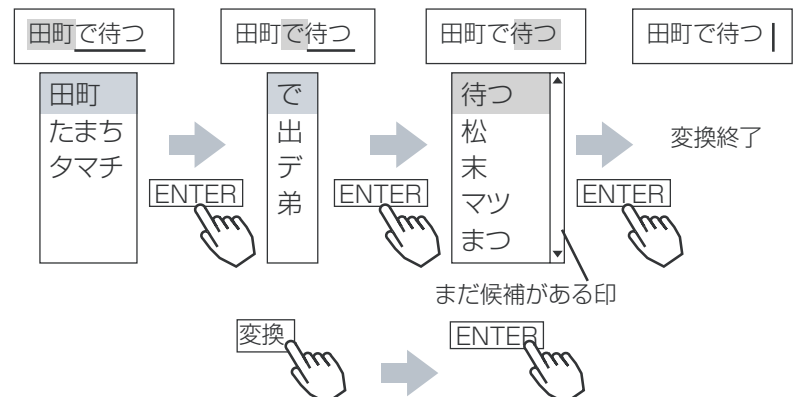 田町で待つ
田町で待つ
田町で待つ
田町で待つ
田町
たまち
タマチ
ENTER
で
出
デ
弟
ENTER
待つ
松
末
マツ
まつ
ENTER
変換終了
まだ候補がある印
変換
ENTER